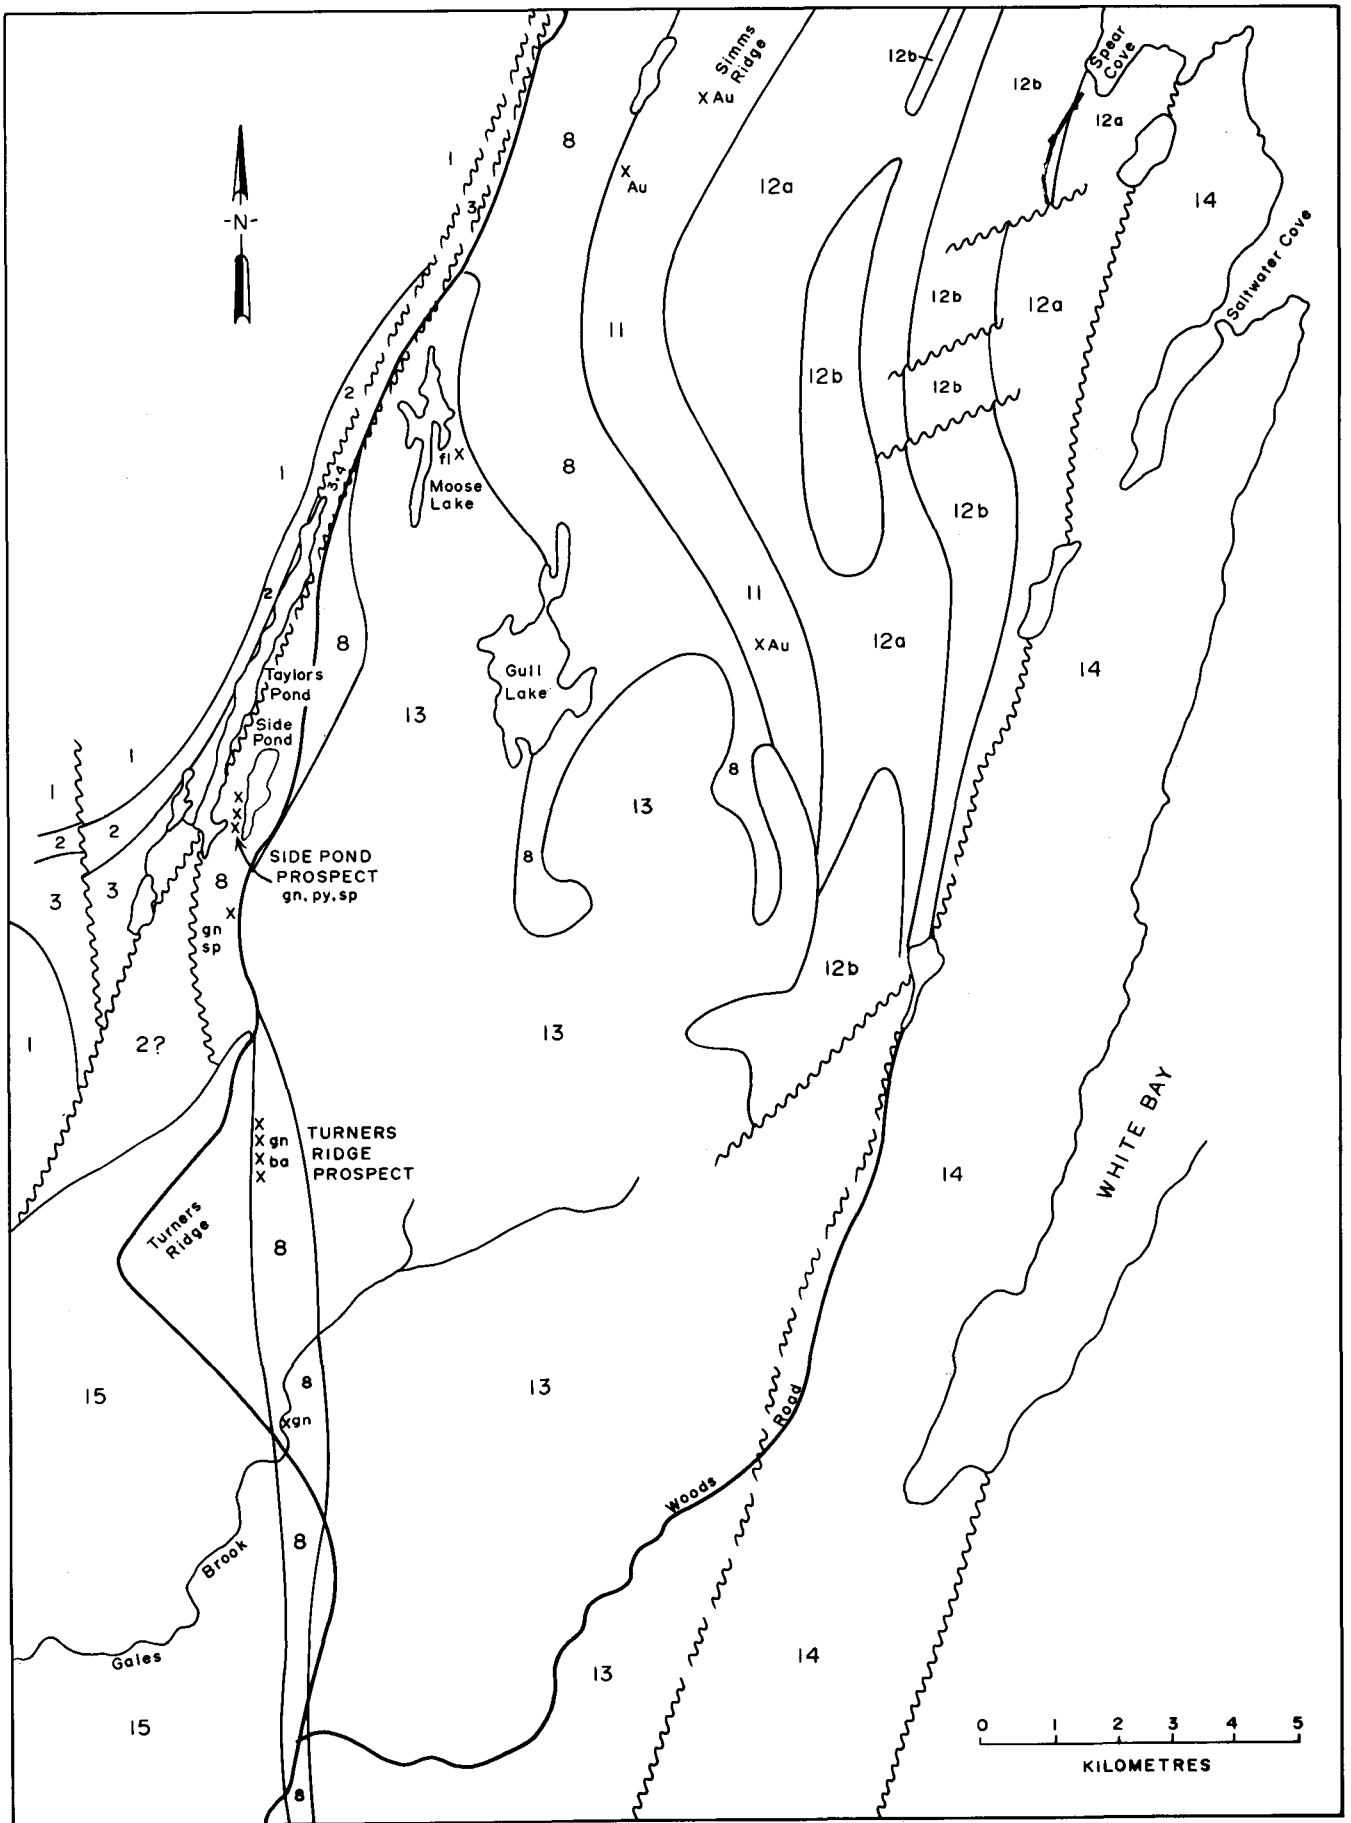 Simms
Ridge
12b
Spear
Cove
12b
X Au
12a
8
1
X
Au
12a
3
14
-N-
Saltwater Cove
12b
12a
11
12b
12b
2
flX
8
1
3,4
Moose
Lake
12b
11
2
8
XAu
12a
Taylors
Pond
Gull
Lake
14
13
Side
Pond
1
8
1
X
X
X
13
2
2
SIDE POND
PROSPECT
gn, py, sp
8
8
3
3
X
gn
sp
12b
13
1
2?
WHITE BAY
X
X gn
X ba
X
TURNERS
RIDGE
PROSPECT
14
Turners
Ridge
8
8
13
15
Xgn
Road
Woods
8
Brook
Gales
13
14
15
0 1 2 3 4 5
KILOMETRES
8